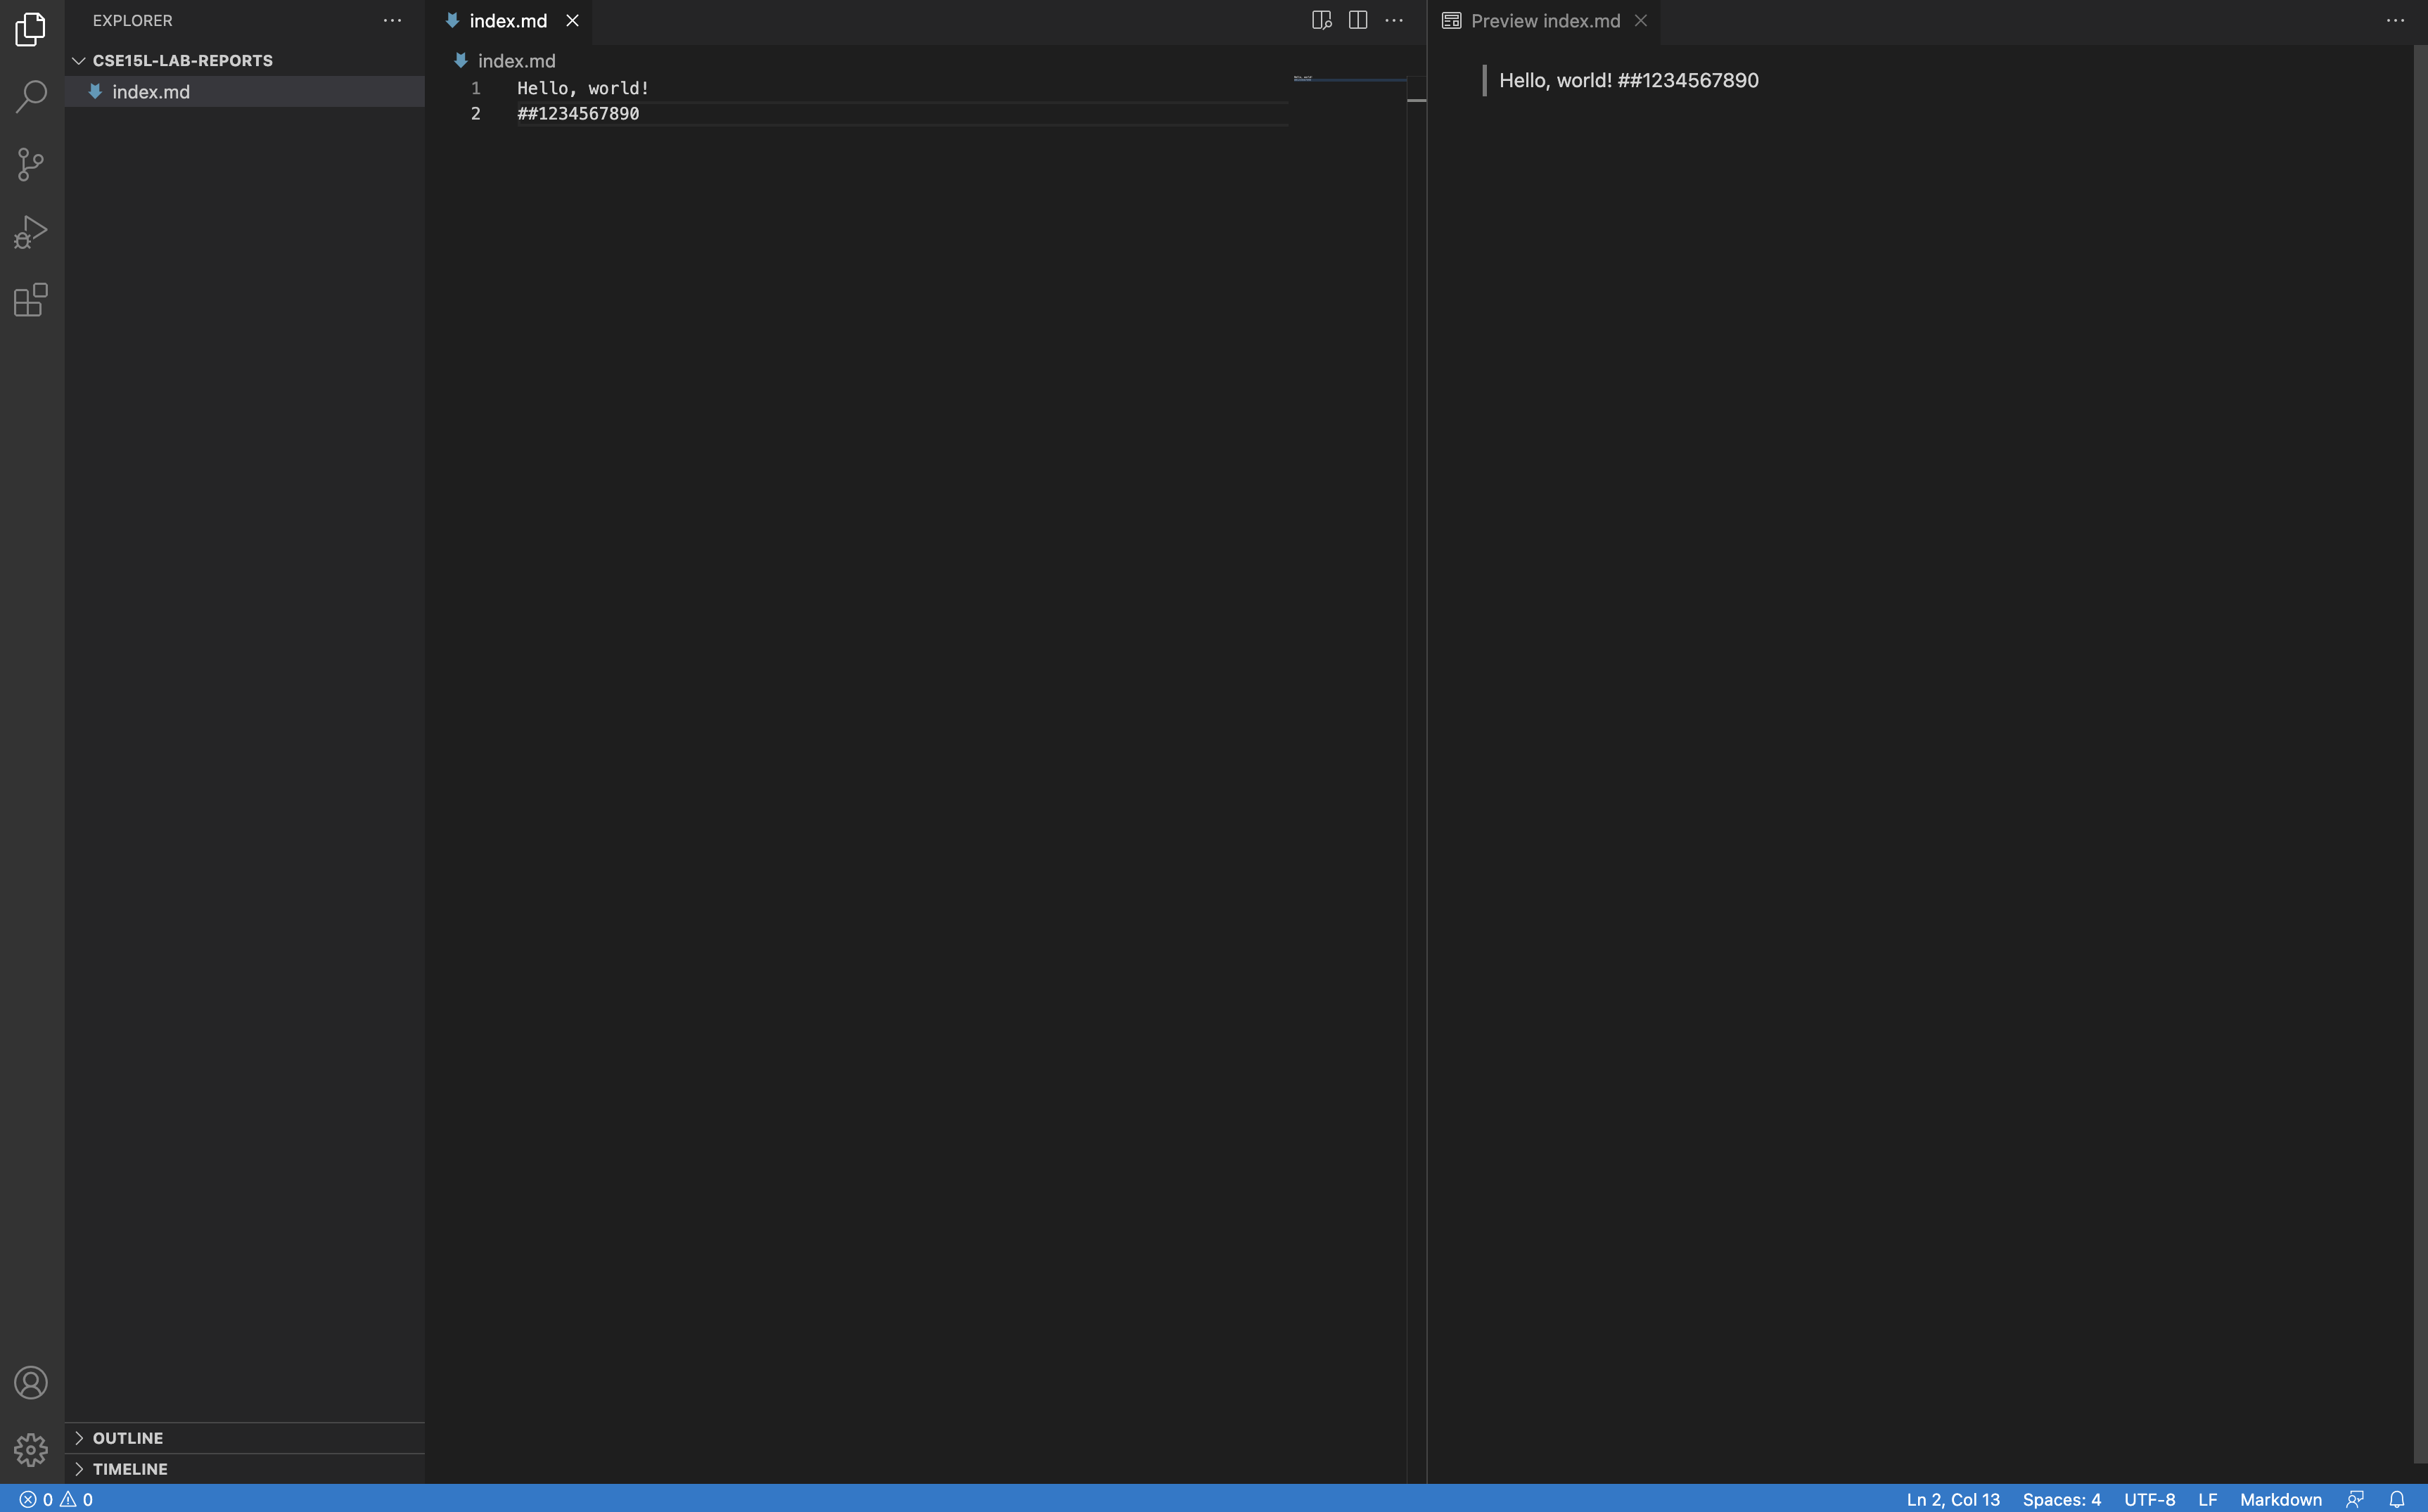 EXPLORER
CSE15L-LAB-REPORTS
index.md
OUTLINE
TIMELINE
index.md
index.md
1 Hello, world!
2 ##1234567890
Preview index.md
Hello, world! ##1234567890
0 0
Ln 2, Col 13 Spaces: 4 UTF-8 LF Markdown